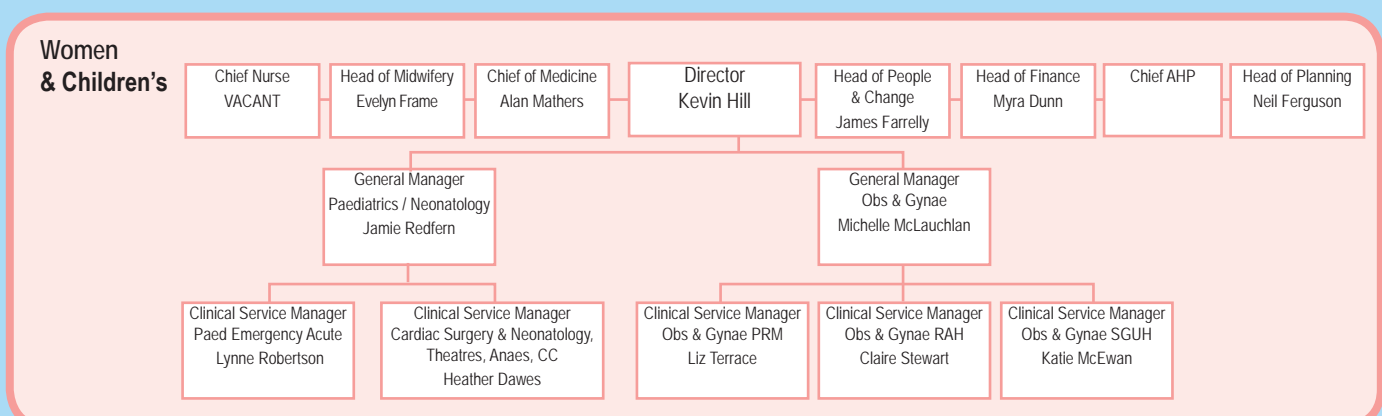 Women
& Children's
Chief Nurse
VACANT
Head of Midwifery
Evelyn Frame
Chief of Medicine
Alan Mathers
Director
Kevin Hill
Head of People
& Change
James Farrelly
Head of Finance
Myra Dunn
Chief AHP
Head of Planning
Neil Ferguson
General Manager
Paediatrics / Neonatology
Jamie Redfern
General Manager
Obs & Gynae
Michelle McLauchlan
Clinical Service Manager
Paed Emergency Acute
Lynne Robertson
Clinical Service Manager
Cardiac Surgery & Neonatology,
Theatres, Anaes, CC
Heather Dawes
Clinical Service Manager
Obs & Gynae PRM
Liz Terrace
Clinical Service Manager
Obs & Gynae RAH
Claire Stewart
Clinical Service Manager
Obs & Gynae SGUH
Katie McEwan